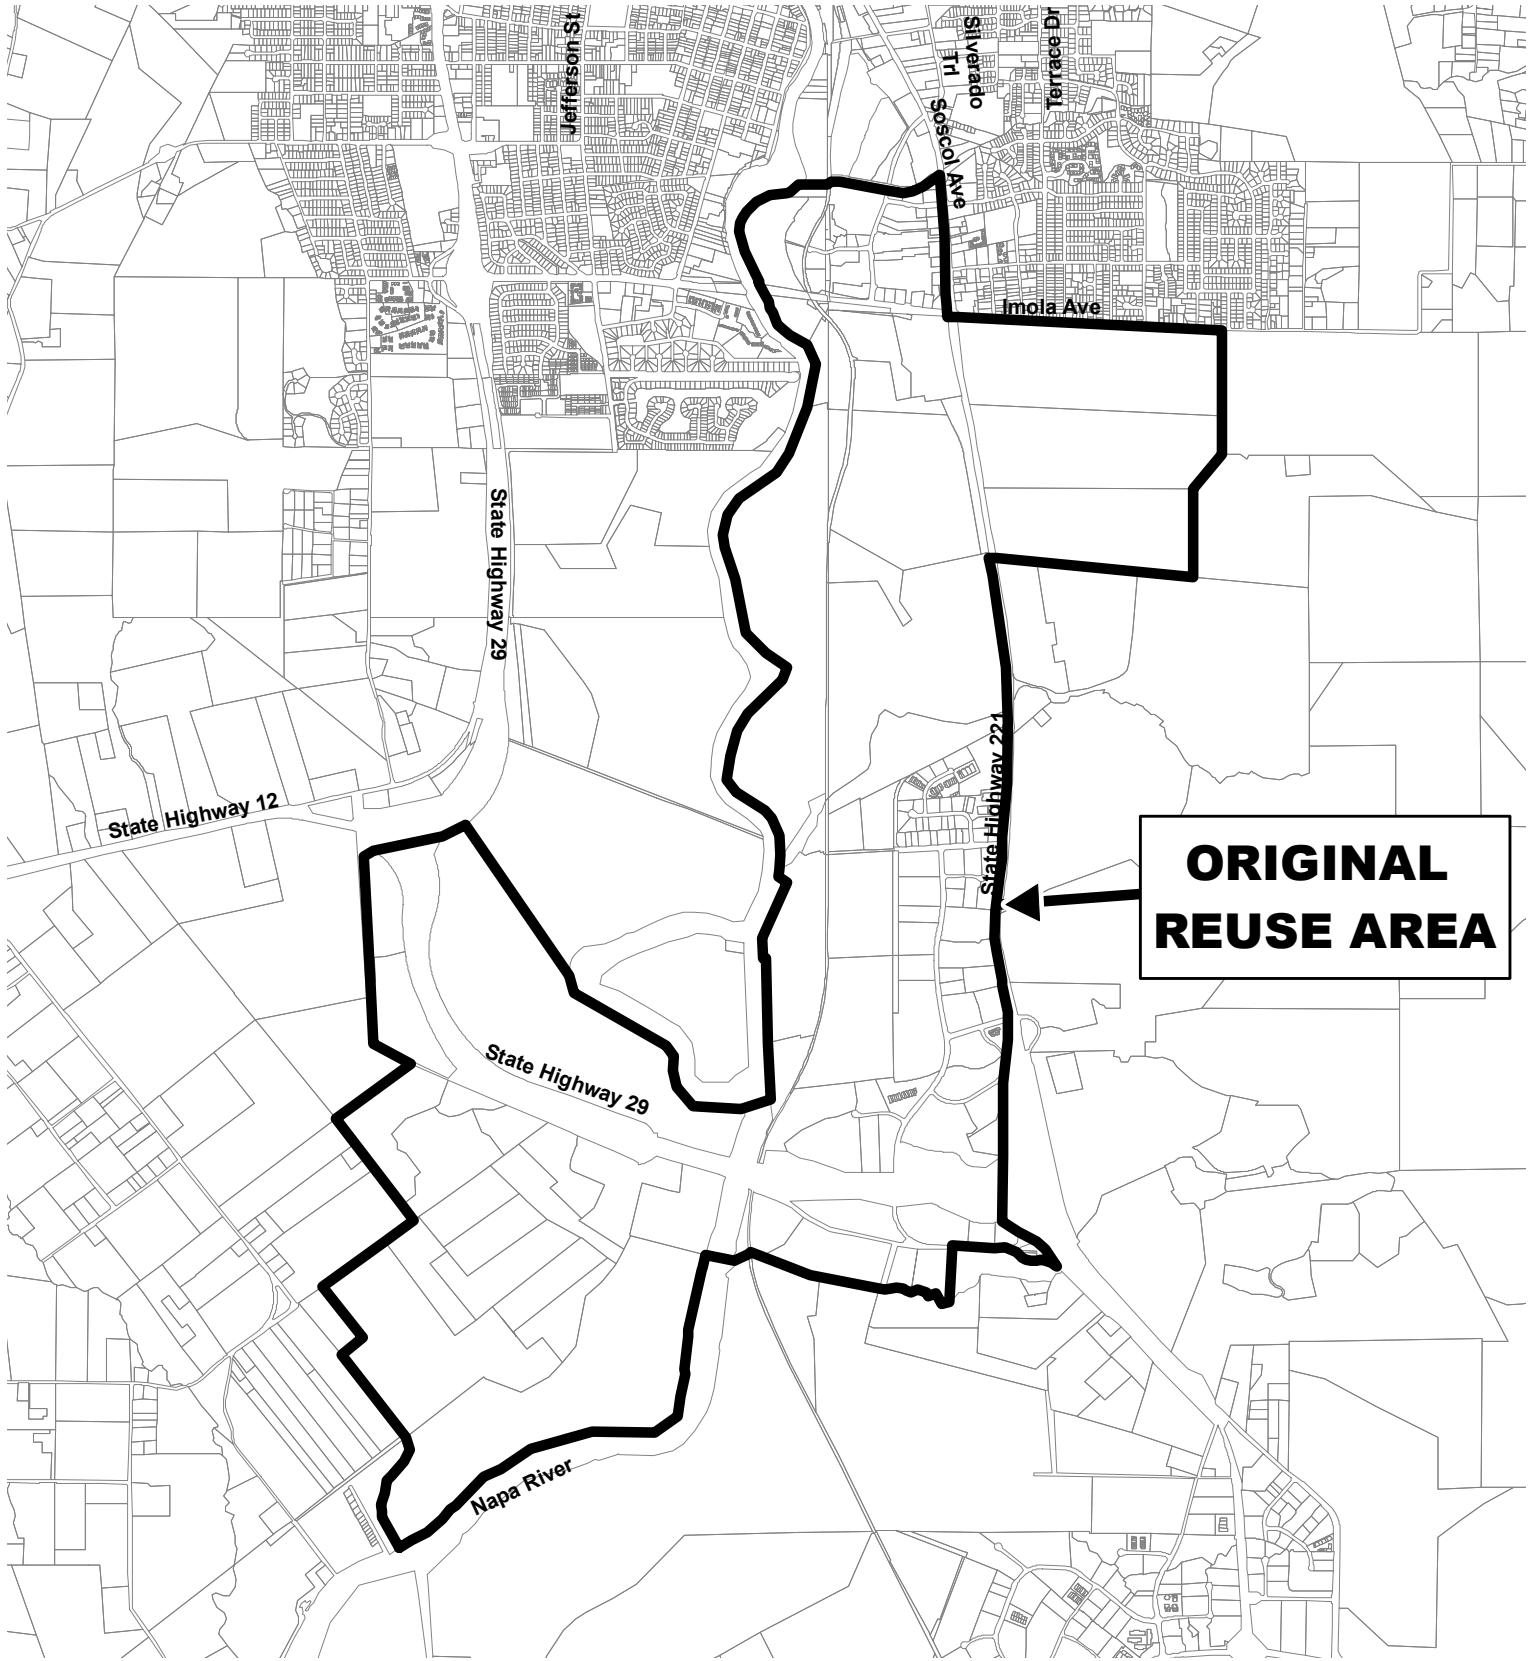 Jefferson St
Silverado
Trl
Terrace Dr
Soscol Ave
Imola Ave
State Highway 29
State Highway 221
State Highway 12
ORIGINAL
REUSE AREA
State Highway 29
Napa River